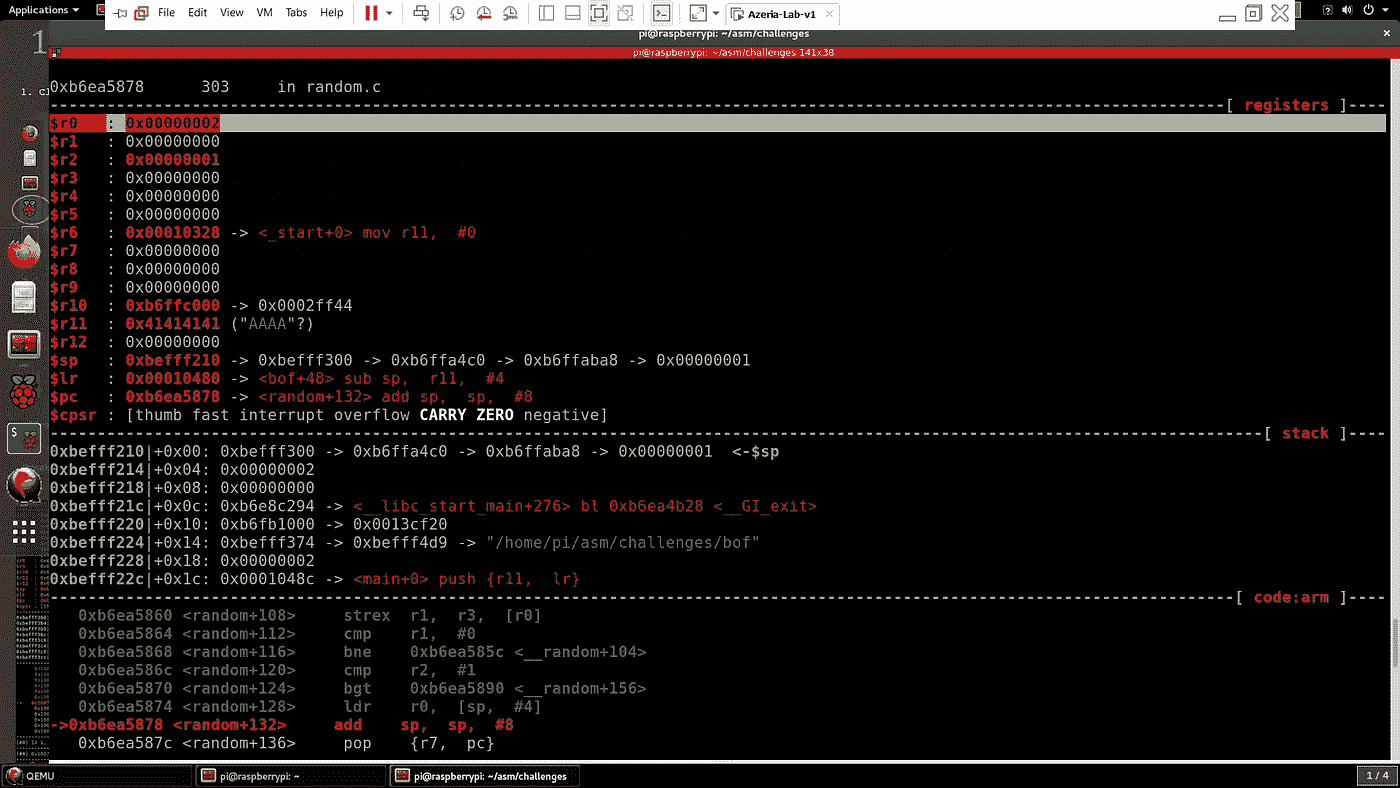 Applications File Edit View VM Tabs Help Azeria-Lab-v1
pi@raspberrypi: ~/asm/challenges
1
pi@raspberrypi: ~/asm/challenges 141x38
0xb6ea5878 303 in random.c
1. Cl
[ registers ]
$r0 : 0x00000002
$r1 : 0x00000000
$r2 : 0x00000001
$r3 : 0x00000000
$r4 : 0x00000000
$r5 : 0x00000000
$r6 : 0x00010328 -> <_start+0> mov r11, #0
$r7 : 0x00000000
$r8 : 0x00000000
$r9 : 0x00000000
$r10 : 0xb6ffc000 -> 0x0002ff44
$r11 : 0x41414141 ("AAAA"?)
$r12 : 0x00000000
$sp : 0xbefff210 -> 0xbefff300 -> 0xb6ffa4c0 -> 0xb6ffaba8 -> 0x00000001
$lr : 0x00010480 -> <bof+48> sub sp, r11, #4
$pc : 0xb6ea5878 -> <random+132> add sp, sp, #8
$cpsr : [thumb fast interrupt overflow CARRY ZERO negative]
[ stack ]
0xbefff210|+0x00: 0xbefff300 -> 0xb6ffa4c0 -> 0xb6ffaba8 -> 0x00000001 <-$sp
0xbefff214|+0x04: 0x00000002
0xbefff218|+0x08: 0x00000000
0xbefff21c|+0x0c: 0xb6e8c294 -> <__libc_start_main+276> bl 0xb6ea4b28 <__GI_exit>
0xbefff220|+0x10: 0xb6fb1000 -> 0x0013cf20
0xbefff224|+0x14: 0xbefff374 -> 0xbefff4d9 -> "/home/pi/asm/challenges/bof"
0xbefff228|+0x18: 0x00000002
0xbefff22c|+0x1c: 0x0001048c -> <main+0> push {r11, lr}
[ code:arm ]
0xb6ea5860 <random+108> strex r1, r3, [r0]
0xb6ea5864 <random+112> cmp r1, #0
0xb6ea5868 <random+116> bne 0xb6ea585c <__random+104>
0xb6ea586c <random+120> cmp r2, #1
0xb6ea5870 <random+124> bgt 0xb6ea5890 <__random+156>
0xb6ea5874 <random+128> ldr r0, [sp, #4]
->0xb6ea5878 <random+132> add sp, sp, #8
0xb6ea587c <random+136> pop {r7, pc}
QEMU pi@raspberrypi: ~ pi@raspberrypi: ~/asm/challenges 1 / 4